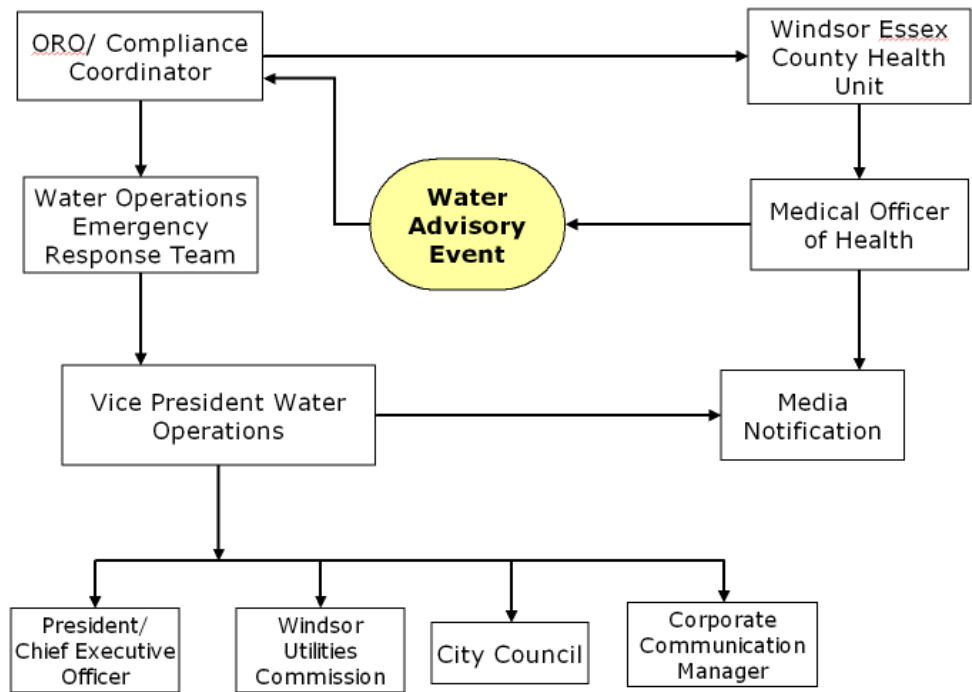 ORO/ Compliance
Coordinator
Windsor Essex
County Health
Unit
Water Operations
Emergency
Response Team
Water
Advisory
Event
Medical Officer
of Health
Vice President Water
Operations
Media
Notification
President/
Chief Executive
Officer
Windsor
Utilities
Commission
City Council
Corporate
Communication
Manager